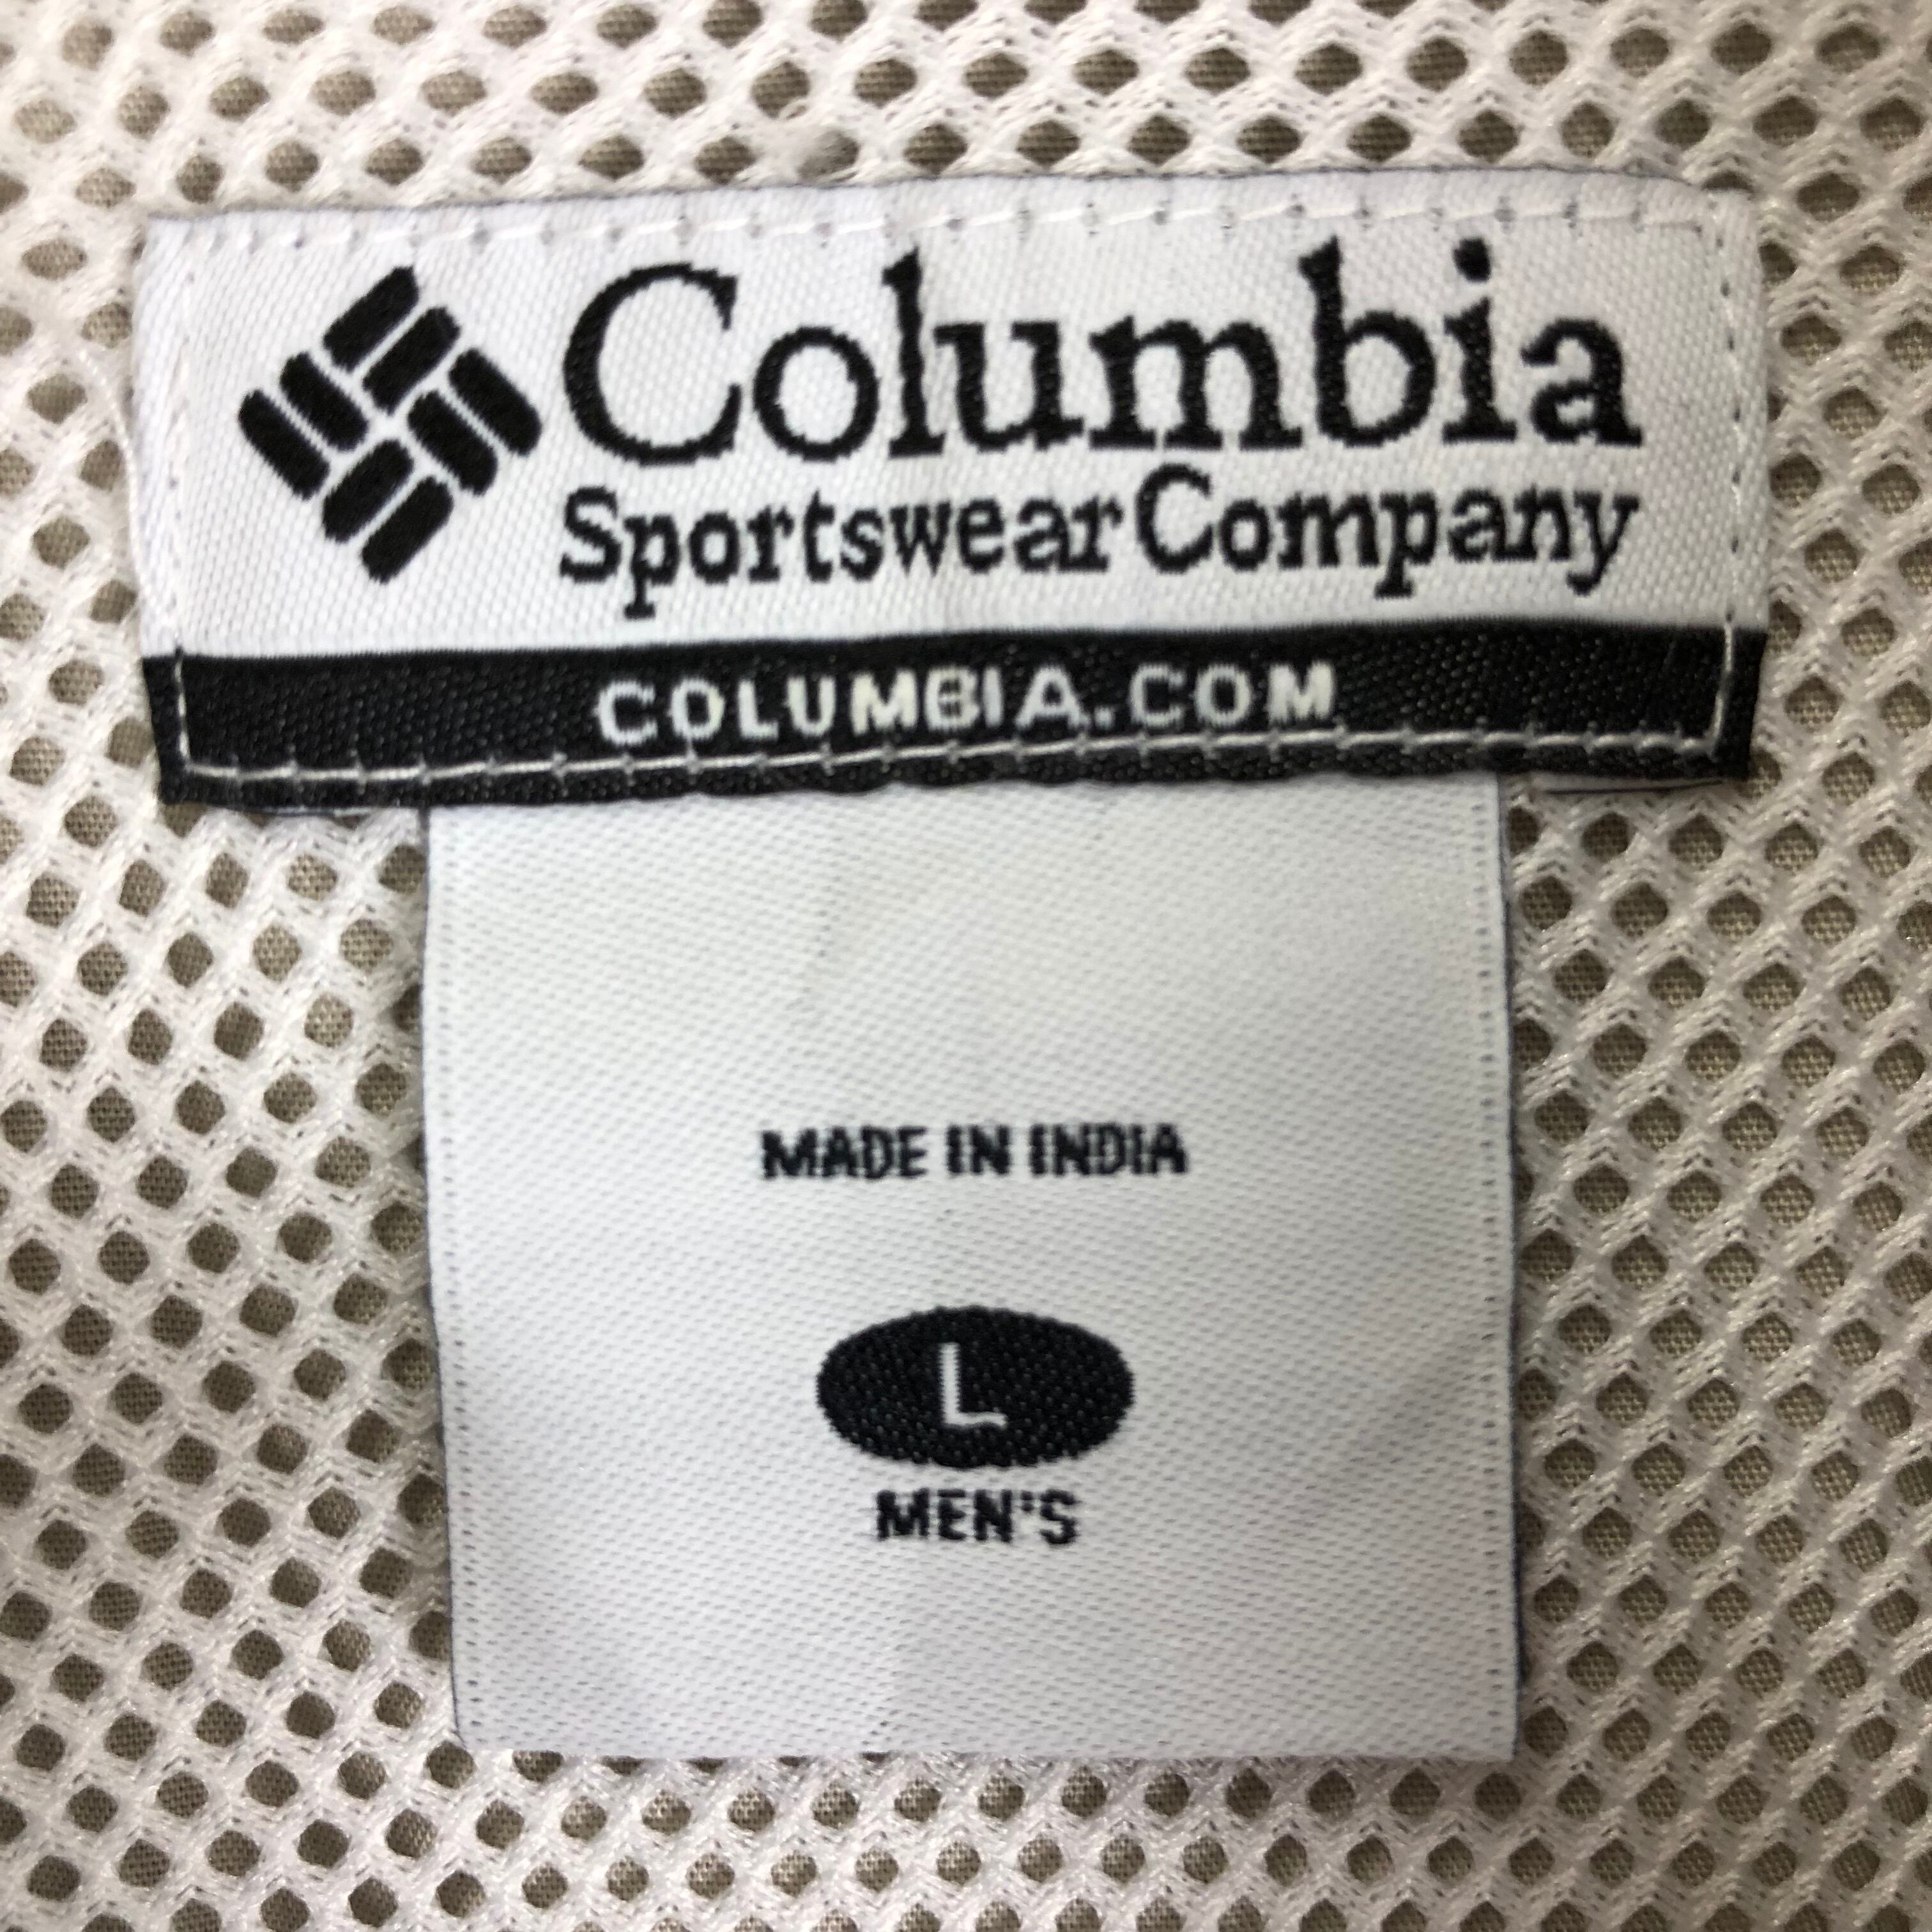 Columbia
Sportswear Company
COLUMBIA.COM
MADE IN INDIA
L
MEN'S